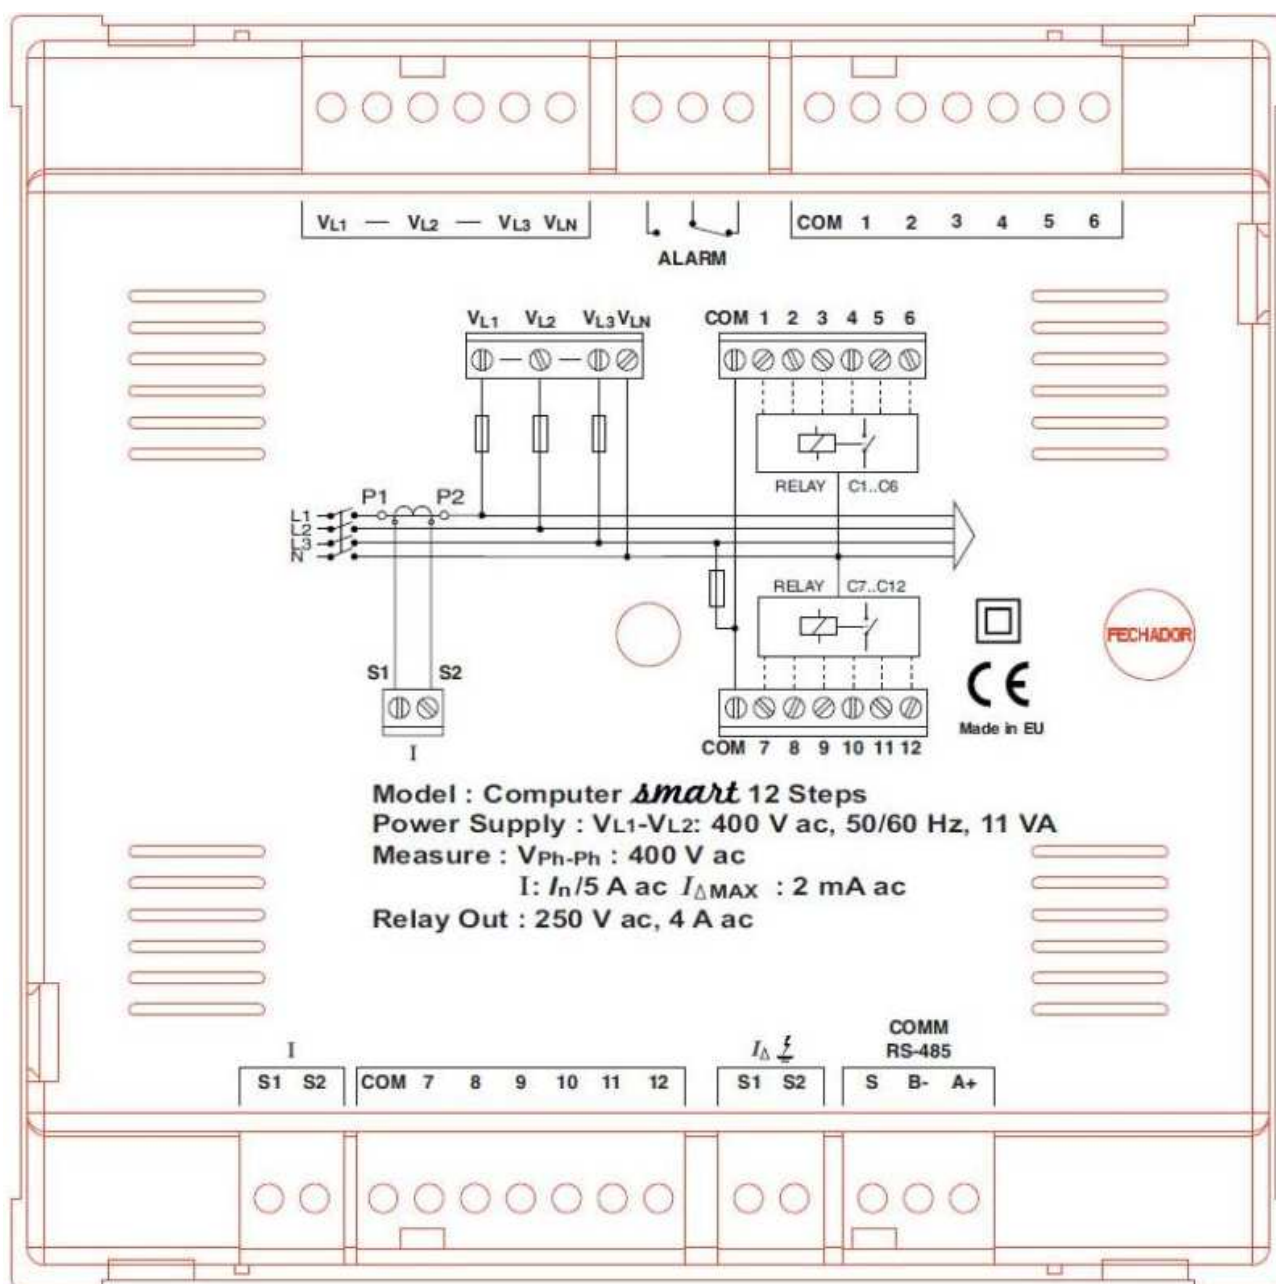 VL1 — VL2 — VL3 VLN
COM 1 2 3 4 5 6
ALARM
VL1 VL2 VL3 VLN
COM 1 2 3 4 5 6
RELAY C1..C6
P1 P2
L1
L2
L3
N
RELAY C7..C12
FECHADOR
S1 S2
I
COM 7 8 9 10 11 12
CE
Made in EU
Model : Computer smart 12 Steps
Power Supply : VL1-VL2: 400 V ac, 50/60 Hz, 11 VA
Measure : VPh-Ph : 400 V ac
I: In/5 A ac IΔMAX : 2 mA ac
Relay Out : 250 V ac, 4 A ac
I
S1 S2
COM 7 8 9 10 11 12
IΔ
S1 S2
COMM
RS-485
S B- A+